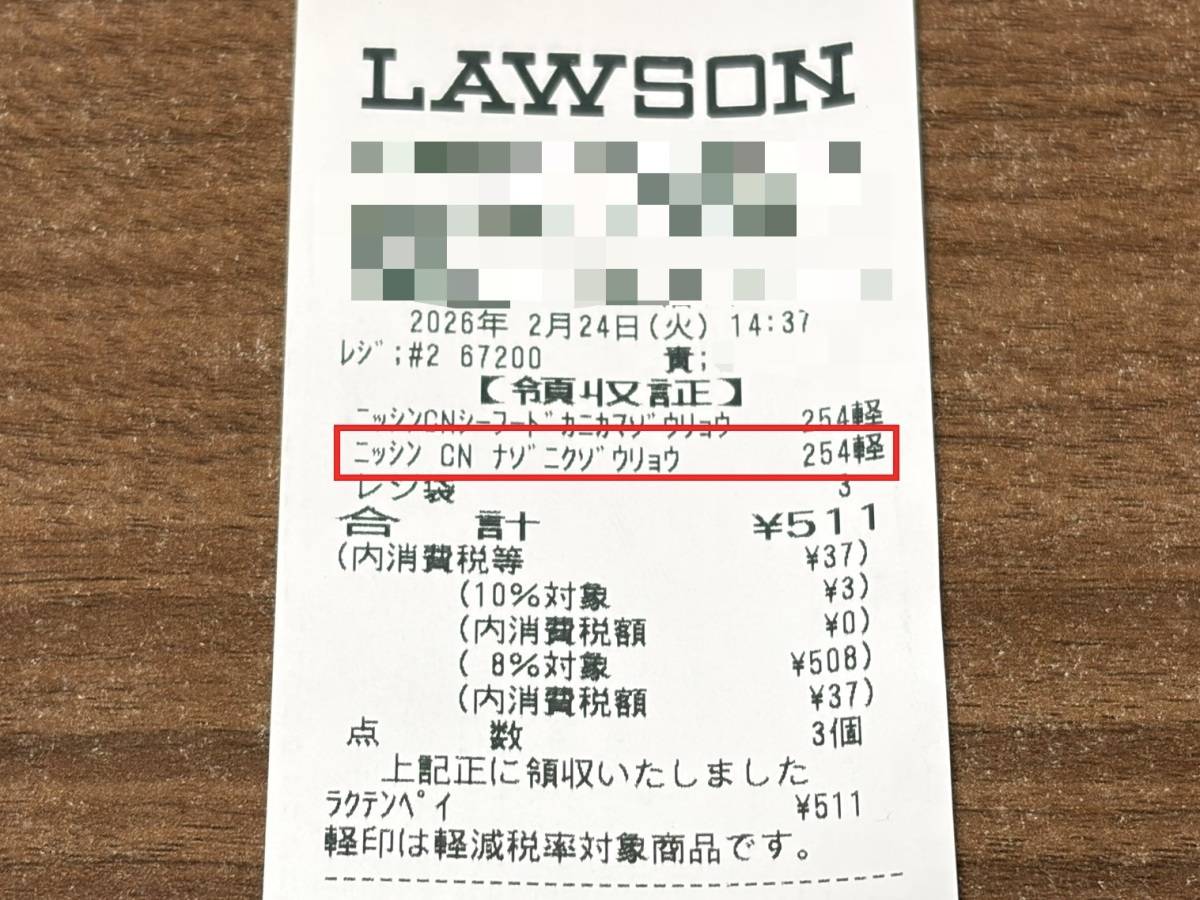 LAWSON
2026年 2月24日(火) 14:37
ﾚｼﾞ;#2 67200 責;
【領収証】
ﾆｯｼﾝCNｼｰﾌｰﾄﾞｶﾆｶﾏｿﾞｳﾘｮｳ 254軽
ﾆｯｼﾝ CN ﾅｿﾞﾆｸｿﾞｳﾘｮｳ 254軽
レジ袋 3
合 計 ¥511
(内消費税等 ¥37)
(10%対象 ¥3)
(内消費税額 ¥0)
( 8%対象 ¥508)
(内消費税額 ¥37)
点 数 3個
上記正に領収いたしました
ﾗｸﾃﾝﾍﾟｲ ¥511
軽印は軽減税率対象商品です。